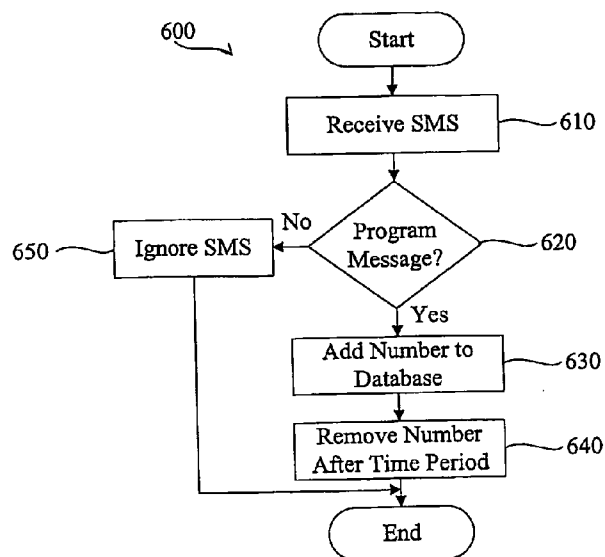 600
Start
Receive SMS
610
Program
Message?
620
No
Ignore SMS
650
Yes
Add Number to
Database
630
Remove Number
After Time Period
640
End